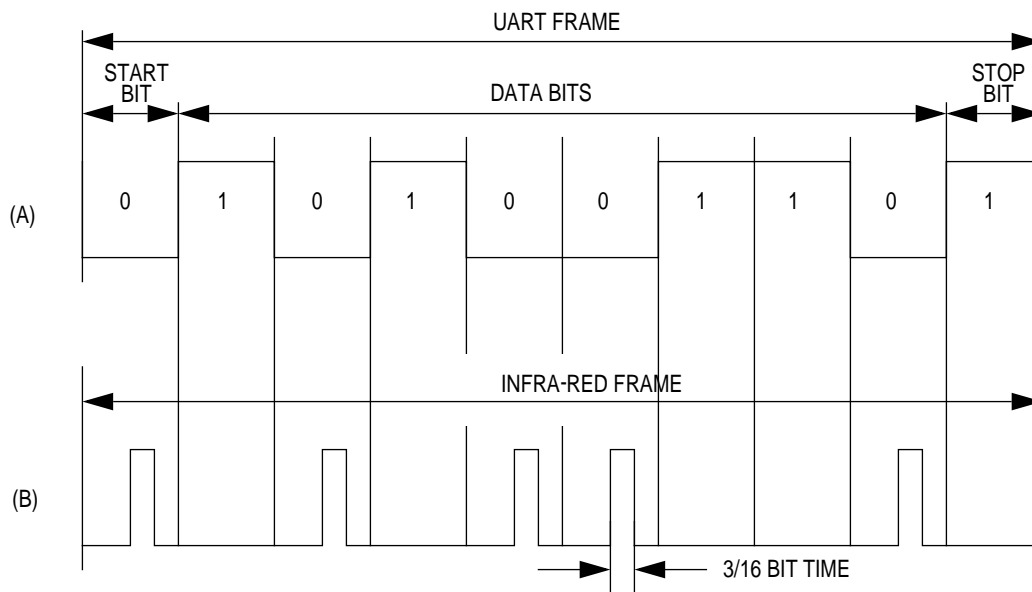 UART FRAME
START
BIT
DATA BITS
STOP
BIT
(A)
0 1 0 1 0 0 1 1 0 1
INFRA-RED FRAME
(B)
3/16 BIT TIME